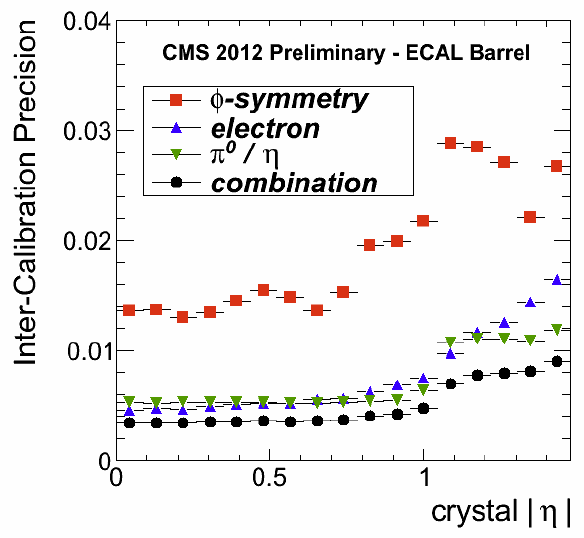 0.04
CMS 2012 Preliminary - ECAL Barrel
ϕ-symmetry
electron
π⁰ / η
combination
0.03
0.02
0.01
0
Inter-Calibration Precision
0 0.5 1
crystal | η |